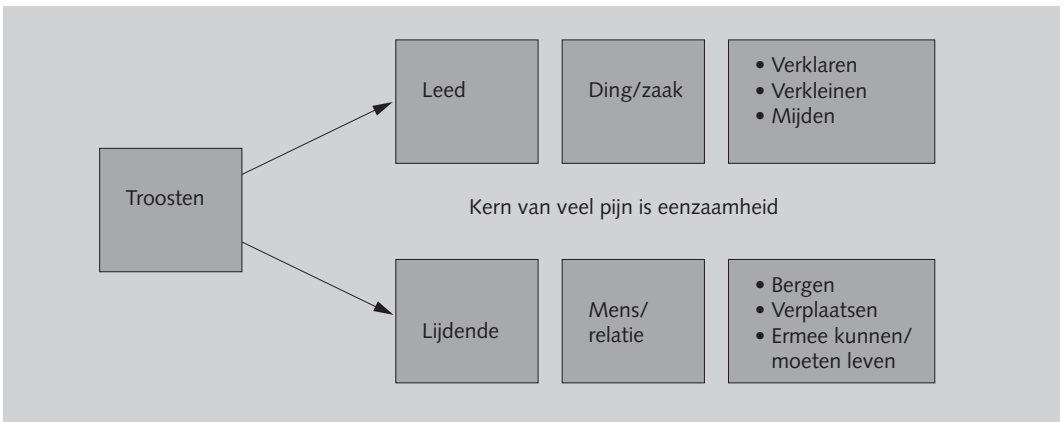 Troosten
Leed
Ding/zaak
• Verklaren
• Verkleinen
• Mijden
Kern van veel pijn is eenzaamheid
Lijdende
Mens/
relatie
• Bergen
• Verplaatsen
• Ermee kunnen/
moeten leven